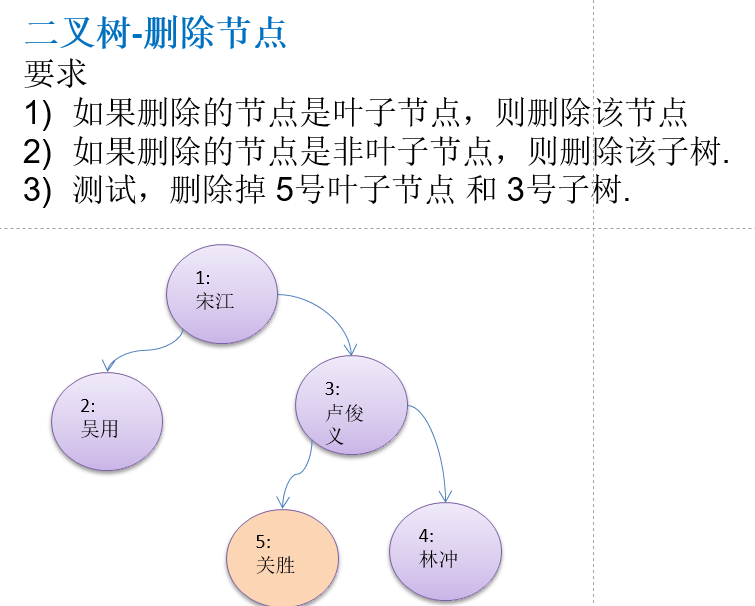 二叉树-删除节点
要求
1) 如果删除的节点是叶子节点，则删除该节点
2) 如果删除的节点是非叶子节点，则删除该子树.
3) 测试，删除掉 5号叶子节点 和 3号子树.
1:
宋江
2:
吴用
3:
卢俊
义
5:
关胜
4:
林冲